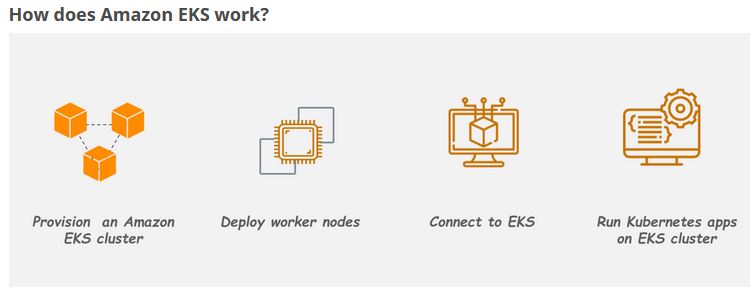 How does Amazon EKS work?
Provision an Amazon
EKS cluster
Deploy worker nodes
Connect to EKS
Run Kubernetes apps
on EKS cluster